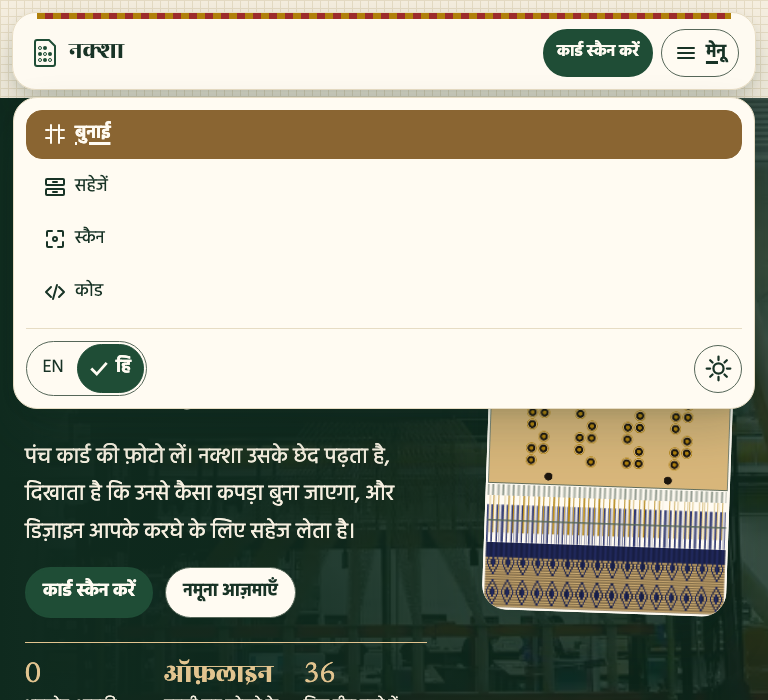 नक्शा
कार्ड स्कैन करें
मेनू
बुनाई
सहेजें
स्कैन
कोड
EN
हि
पंच कार्ड की फ़ोटो लें। नक्शा उसके छेद पढ़ता है,
दिखाता है कि उनसे कैसा कपड़ा बुना जाएगा, और
डिज़ाइन आपके करघे के लिए सहेज लेता है।
कार्ड स्कैन करें
नमूना आज़माएँ
0
ऑफ़लाइन
36